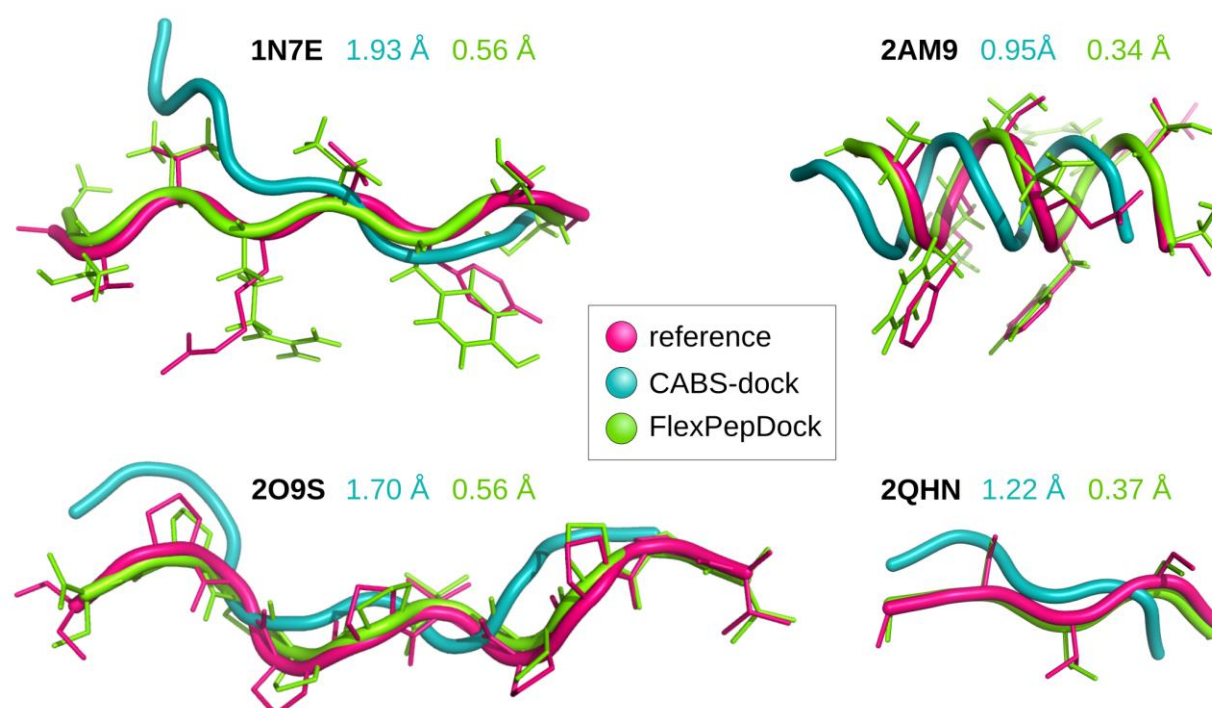 1N7E 1.93 Å 0.56 Å
2AM9 0.95Å 0.34 Å
reference
CABS-dock
FlexPepDock
2O9S 1.70 Å 0.56 Å
2QHN 1.22 Å 0.37 Å